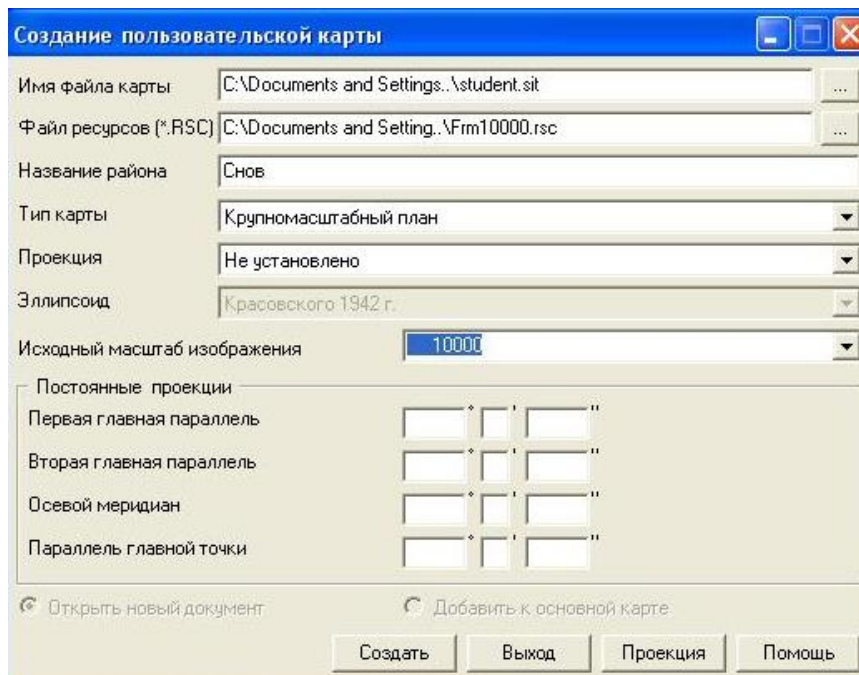 Создание пользовательской карты
Имя файла карты C:\Documents and Settings..\student.sit ...
Файл ресурсов (*.RSC) C:\Documents and Setting..\Frm10000.rsc ...
Название района Снов
Тип карты Крупномасштабный план
Проекция Не установлено
Эллипсоид Красовского 1942 г.
Исходный масштаб изображения 10000
Постоянные проекции
Первая главная параллель ° ' "
Вторая главная параллель ° ' "
Осевой меридиан ° ' "
Параллель главной точки ° ' "
Открыть новый документ Добавить к основной карте
Создать Выход Проекция Помощь